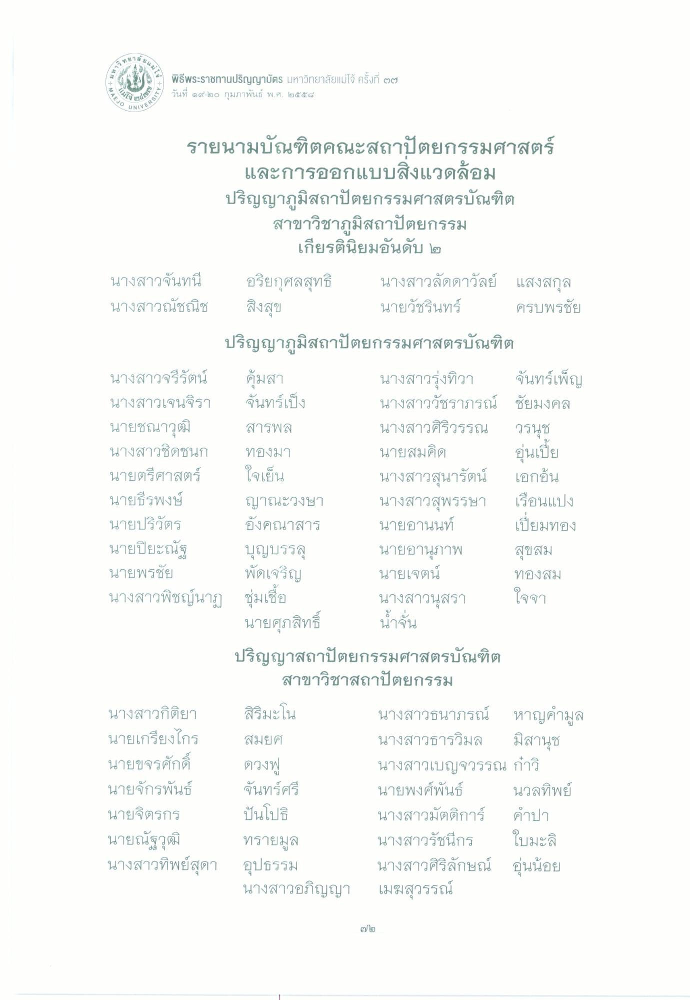 มหาวิทยาลัยแม่โจ้
แม่โจ้ ๒๔๗๗
MAEJO UNIVERSITY
พิธีพระราชทานปริญญาบัตร มหาวิทยาลัยแม่โจ้ ครั้งที่ ๓๗
วันที่ ๑๙-๒๐ กุมภาพันธ์ พ.ศ. ๒๕๕๘
รายนามบัณฑิตคณะสถาปัตยกรรมศาสตร์
และการออกแบบสิ่งแวดล้อม
ปริญญาภูมิสถาปัตยกรรมศาสตรบัณฑิต
สาขาวิชาภูมิสถาปัตยกรรม
เกียรตินิยมอันดับ ๒
นางสาวจันทนี อริยกุศลสุทธิ นางสาวลัดดาวัลย์ แสงสกุล
นางสาวณัชณิช สิงสุข นายวัชรินทร์ ครบพรชัย
ปริญญาภูมิสถาปัตยกรรมศาสตรบัณฑิต
นางสาวจรีรัตน์ คุ้มสา นางสาวรุ่งทิวา จันทร์เพ็ญ
นางสาวเจนจิรา จันทร์เป็ง นางสาววัชราภรณ์ ชัยมงคล
นายชณาวุฒิ สารพล นางสาวศิริวรรณ วรนุช
นางสาวชิดชนก ทองมา นายสมคิด อุ่นเปี้ย
นายตรีศาสตร์ ใจเย็น นางสาวสุนารัตน์ เอกอ้น
นายธีรพงษ์ ญาณะวงษา นางสาวสุพรรษา เรือนแปง
นายปริวัตร อังคณาสาร นายอานนท์ เปี่ยมทอง
นายปิยะณัฐ บุญบรรลุ นายอานุภาพ สุขสม
นายพรชัย พัดเจริญ นายเจตน์ ทองสม
นางสาวพิชญ์นาฏ ชุ่มเชื้อ นางสาวนุสรา ใจจา
นายศุภสิทธิ์ น้ำจั่น
ปริญญาสถาปัตยกรรมศาสตรบัณฑิต
สาขาวิชาสถาปัตยกรรม
นางสาวกิติยา สิริมะโน นางสาวธนาภรณ์ หาญคำมูล
นายเกรียงไกร สมยศ นางสาวธารวิมล มิสานุช
นายขจรศักดิ์ ดวงฟู นางสาวเบญจวรรณ ก๋าวิ
นายจักรพันธ์ จันทร์ศรี นายพงศ์พันธ์ นวลทิพย์
นายจิตรกร ปันโปธิ นางสาวมัตติการ์ คำปา
นายณัฐวุฒิ ทรายมูล นางสาวรัชนีกร ใบมะลิ
นางสาวทิพย์สุดา อุปธรรม นางสาวศิริลักษณ์ อุ่นน้อย
นางสาวอภิญญา เมฆสุวรรณ์
๗๒